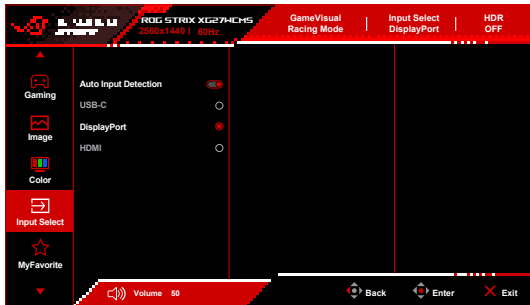 ROG STRIX XG27WCMS
2560x1440 | 60Hz
GameVisual
Racing Mode
Input Select
DisplayPort
HDR
OFF
Gaming
Image
Color
Input Select
MyFavorite
Auto Input Detection
USB-C
DisplayPort
HDMI
Volume 50
Back
Enter
Exit